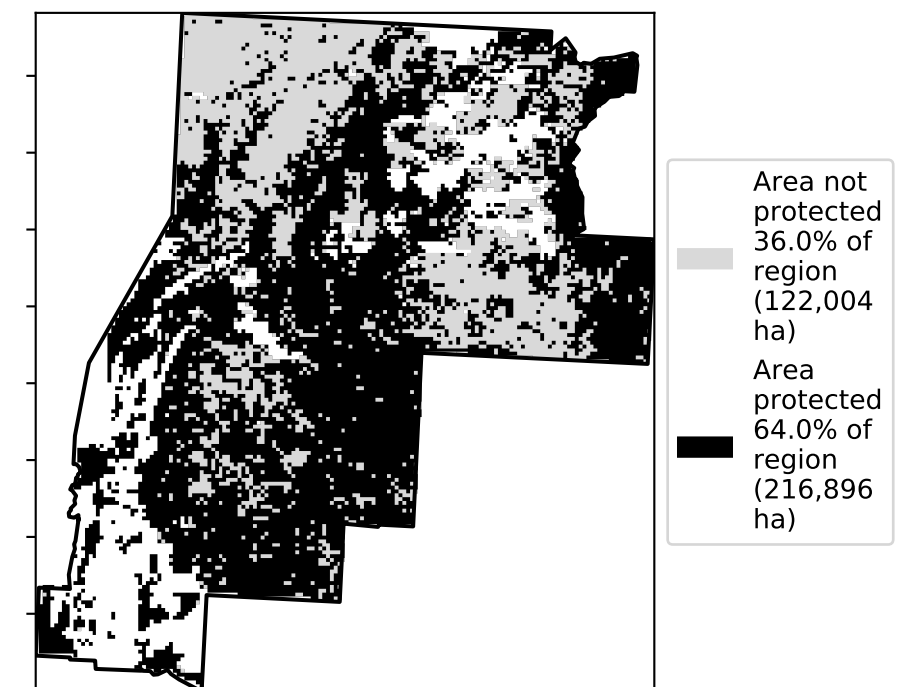 Area not
protected
36.0% of
region
(122,004
ha)
Area
protected
64.0% of
region
(216,896
ha)